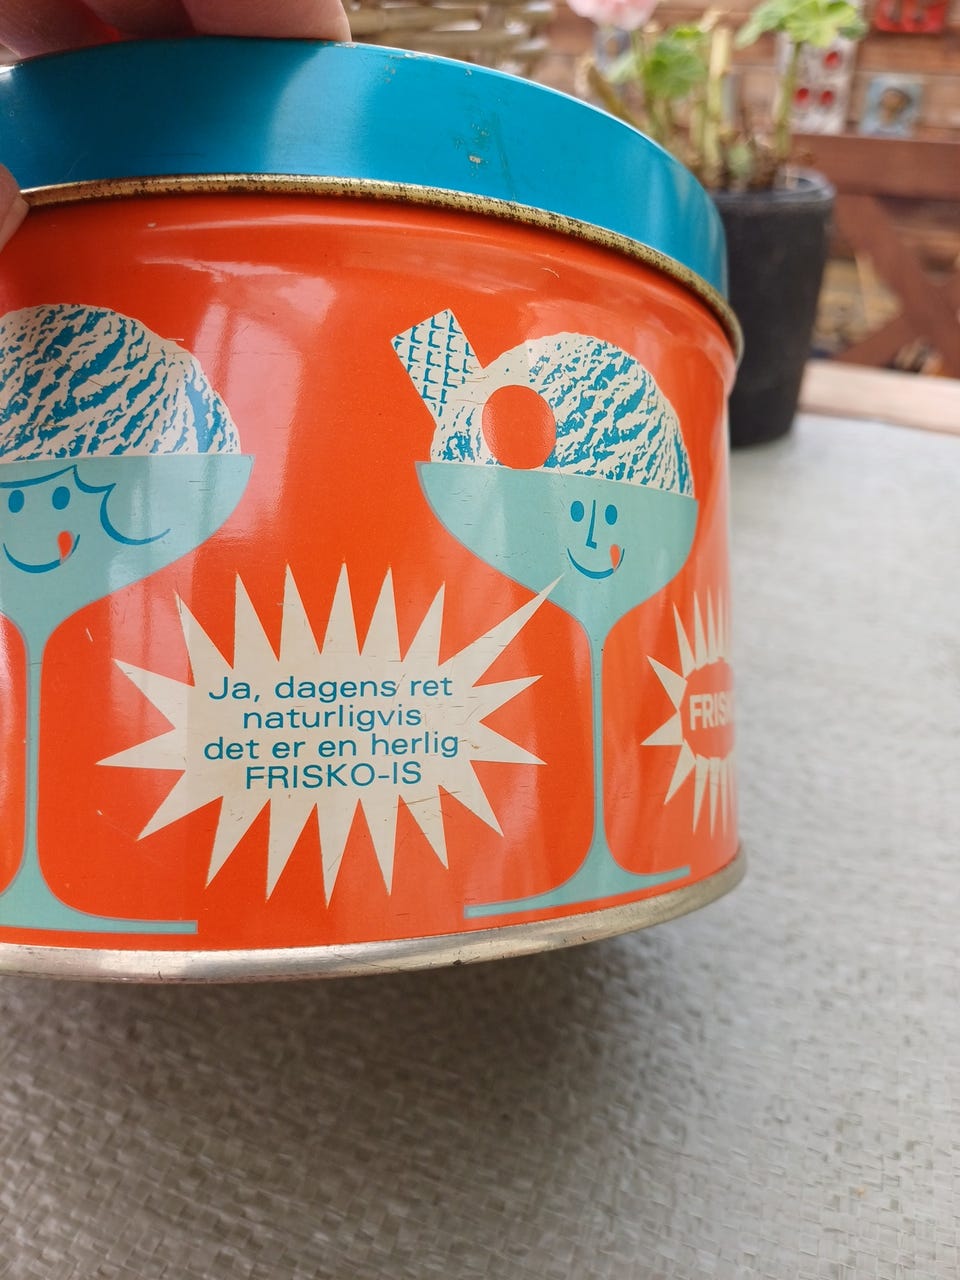 Ja, dagens ret
naturligvis
det er en herlig
FRISKO-IS